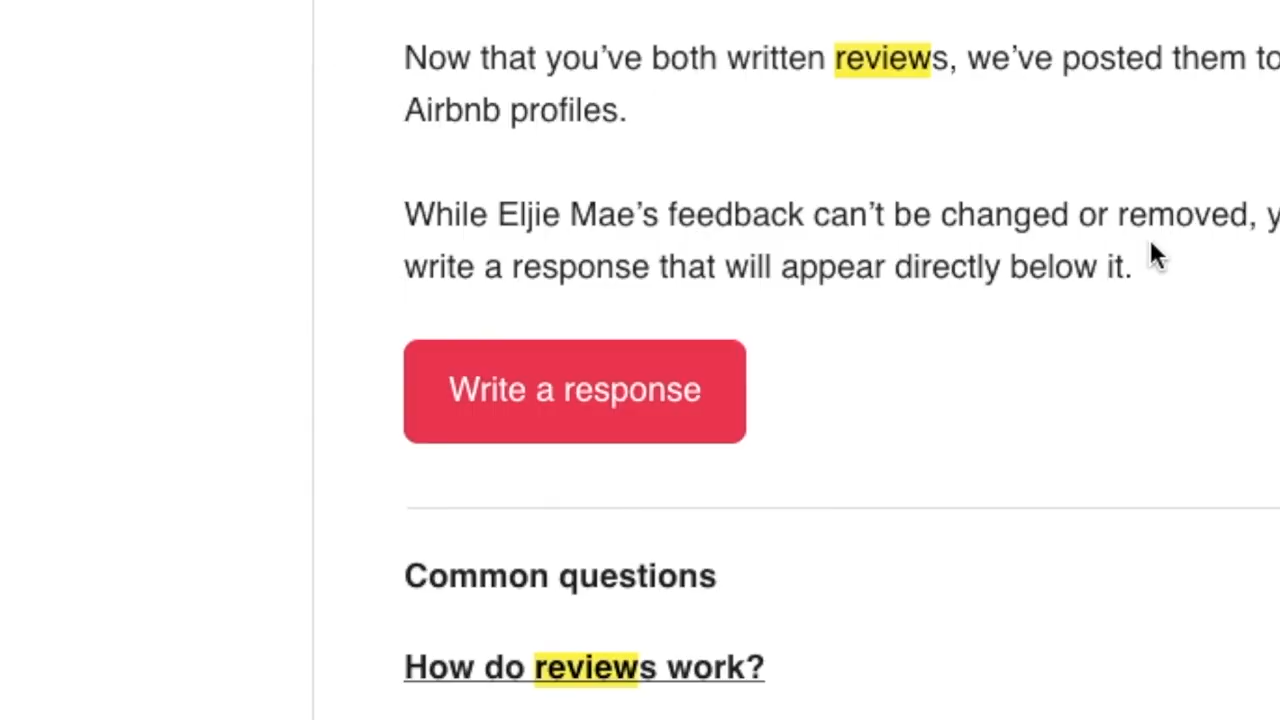 Now that you’ve both written reviews, we’ve posted them to
Airbnb profiles.
While Eljie Mae’s feedback can’t be changed or removed,
write a response that will appear directly below it.
Write a response
Common questions
How do reviews work?